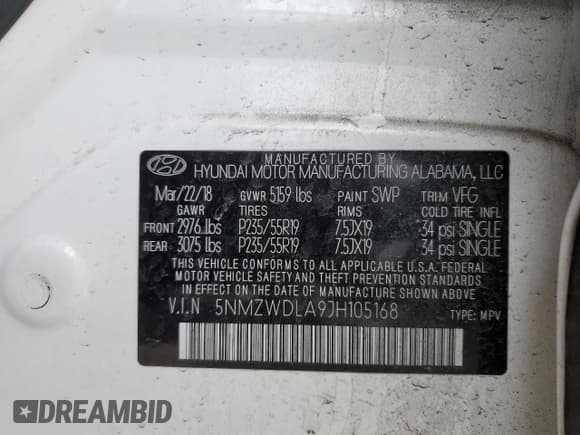 MANUFACTURED BY
HYUNDAI MOTOR MANUFACTURING ALABAMA, LLC
Mar/22/18 GVWR 5159 lbs PAINT SWP TRIM VFG
GAWR TIRES RIMS COLD TIRE INFL
FRONT 2976 lbs P235/55R19 7.5JX19 34 psi SINGLE
REAR 3075 lbs P235/55R19 7.5JX19 34 psi SINGLE
THIS VEHICLE CONFORMS TO ALL APPLICABLE U.S.A. FEDERAL
MOTOR VEHICLE SAFETY AND THEFT PREVENTION STANDARDS
IN EFFECT ON THE DATE OF MANUFACTURE SHOWN ABOVE.
V.I.N 5NMZWDLA9JH105168
TYPE: MPV
DREAMBID